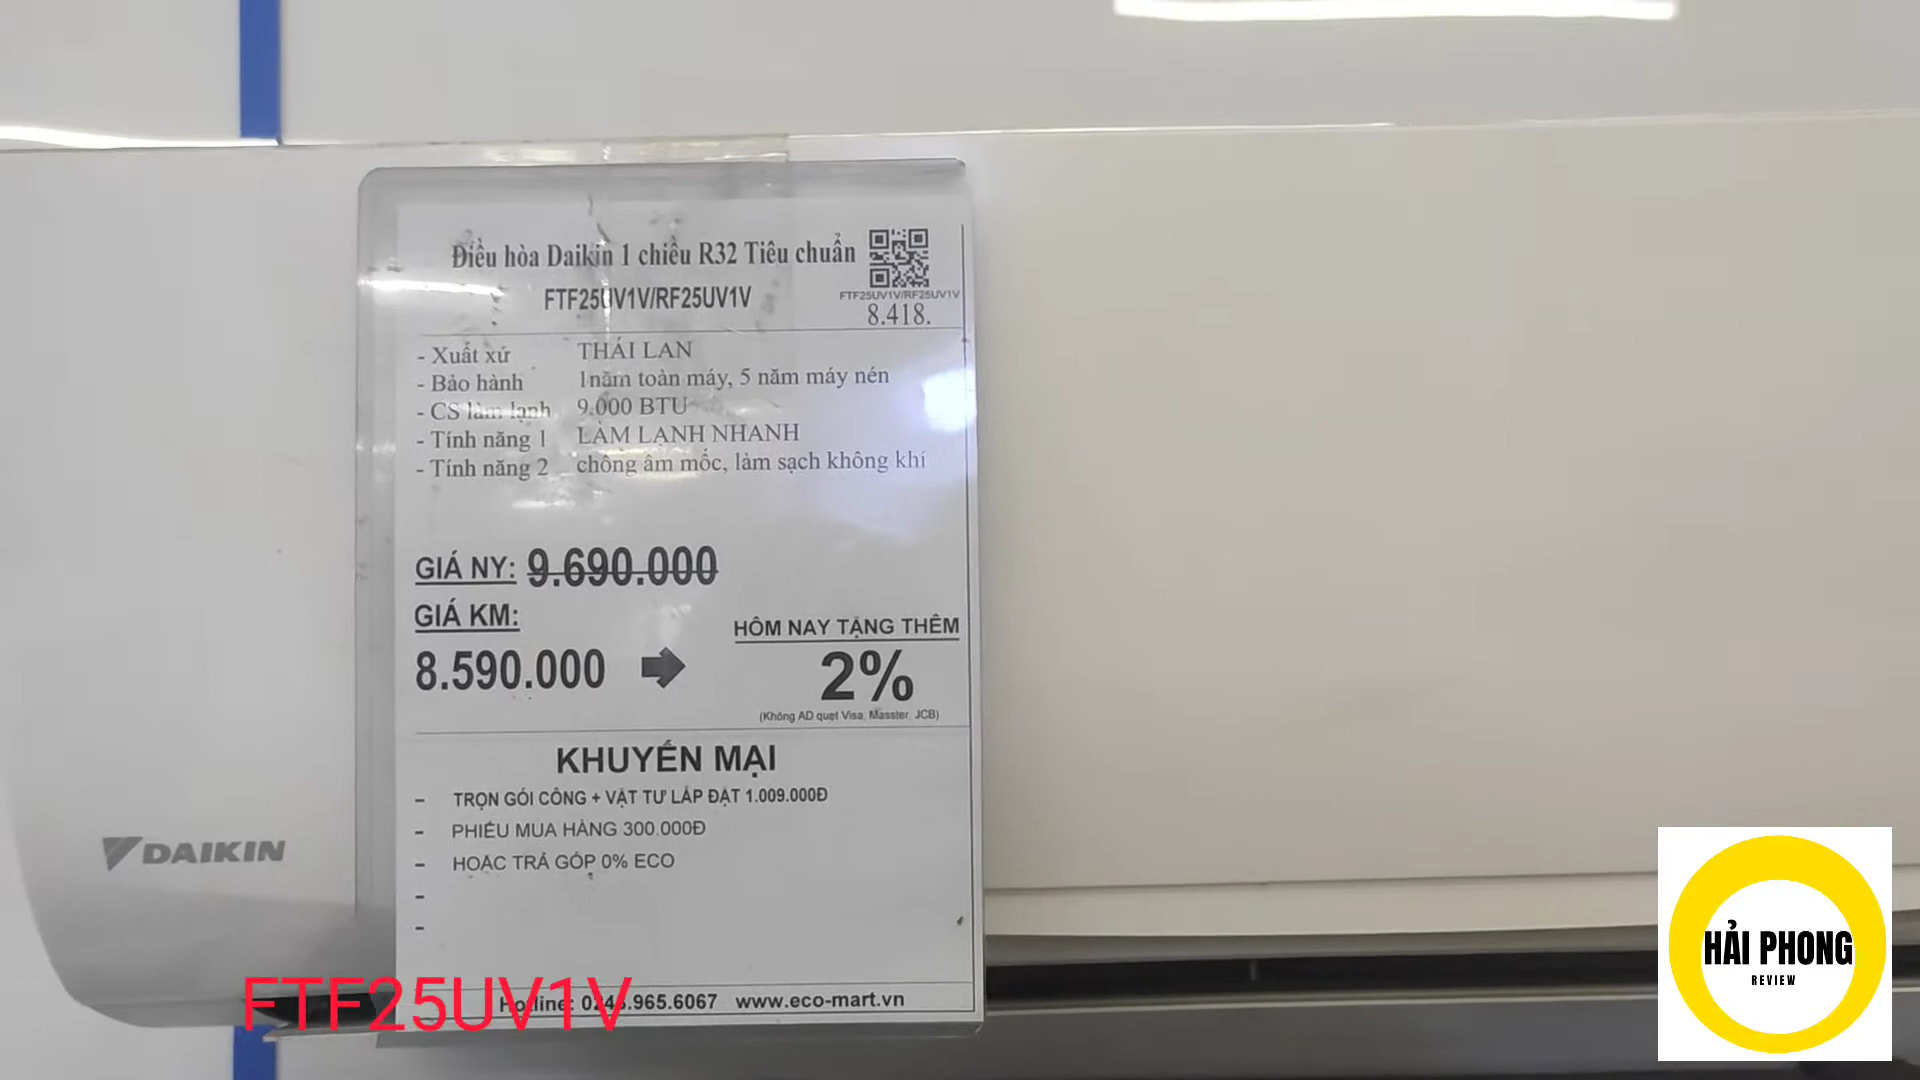 Điều hòa Daikin 1 chiều R32 Tiêu chuẩn
FTF25UV1V/RF25UV1V
FTF25UV1V/RF25UV1V
8.418.
- Xuất xứ THÁI LAN
- Bảo hành 1năm toàn máy, 5 năm máy nén
- CS làm lạnh 9.000 BTU
- Tính năng 1 LÀM LẠNH NHANH
- Tính năng 2 chống ẩm mốc, làm sạch không khí
GIÁ NY: 9.690.000
GIÁ KM:
8.590.000
HÔM NAY TẶNG THÊM
2%
(Không AD quẹt Visa, Masster, JCB)
KHUYẾN MẠI
- TRỌN GÓI CÔNG + VẬT TƯ LẮP ĐẶT 1.009.000Đ
- PHIẾU MUA HÀNG 300.000Đ
- HOẶC TRẢ GÓP 0% ECO
-
-
Hotline: 0243.965.6067 www.eco-mart.vn
DAIKIN
FTF25UV1V
HẢI PHONG
REVIEW